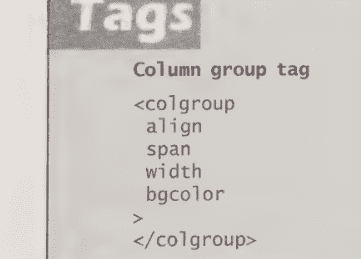 Tags
Column group tag
<colgroup
align
span
width
bgcolor
>
</colgroup>